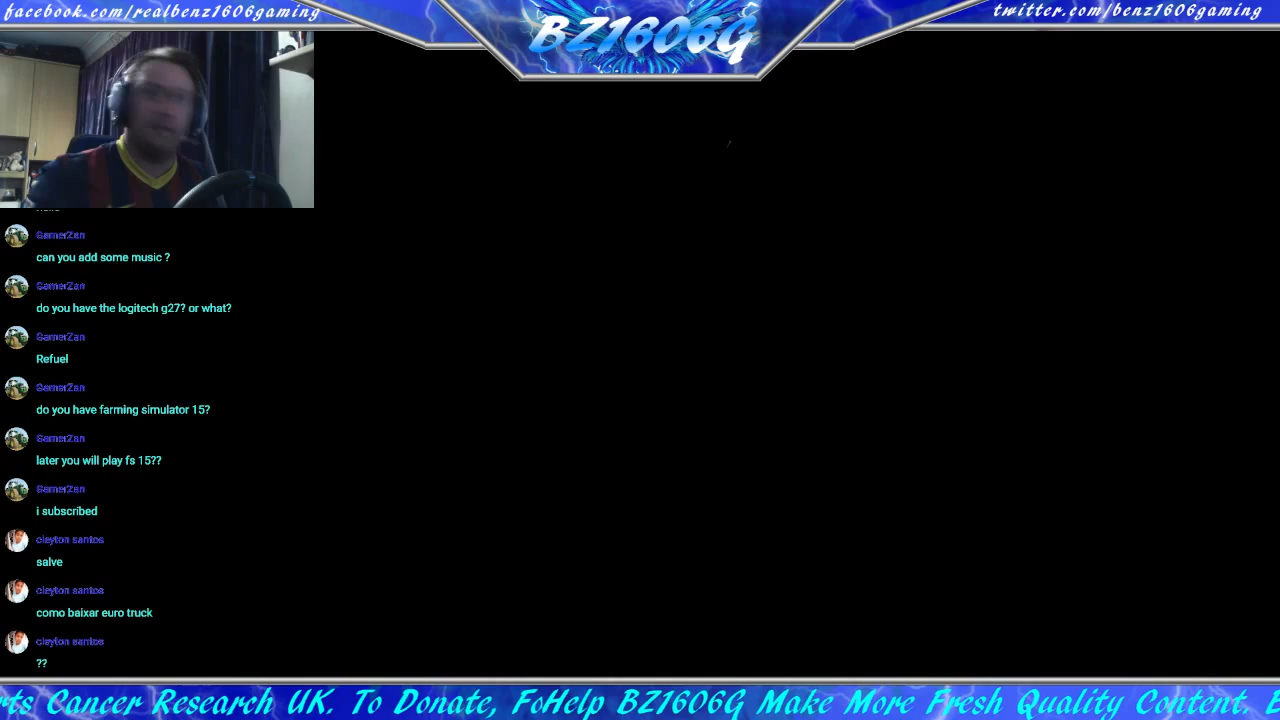 facebook.com/realbenz1606gaming
BZ1606G
twitter.com/benz1606gaming
GamerZan
can you add some music ?
GamerZan
do you have the logitech g27? or what?
GamerZan
Refuel
GamerZan
do you have farming simulator 15?
GamerZan
later you will play fs 15??
GamerZan
i subscribed
clayton santos
salve
clayton santos
como baixar euro truck
clayton santos
??
rts Cancer Research UK. To Donate, FoHelp BZ1606G Make More Fresh Quality Content.